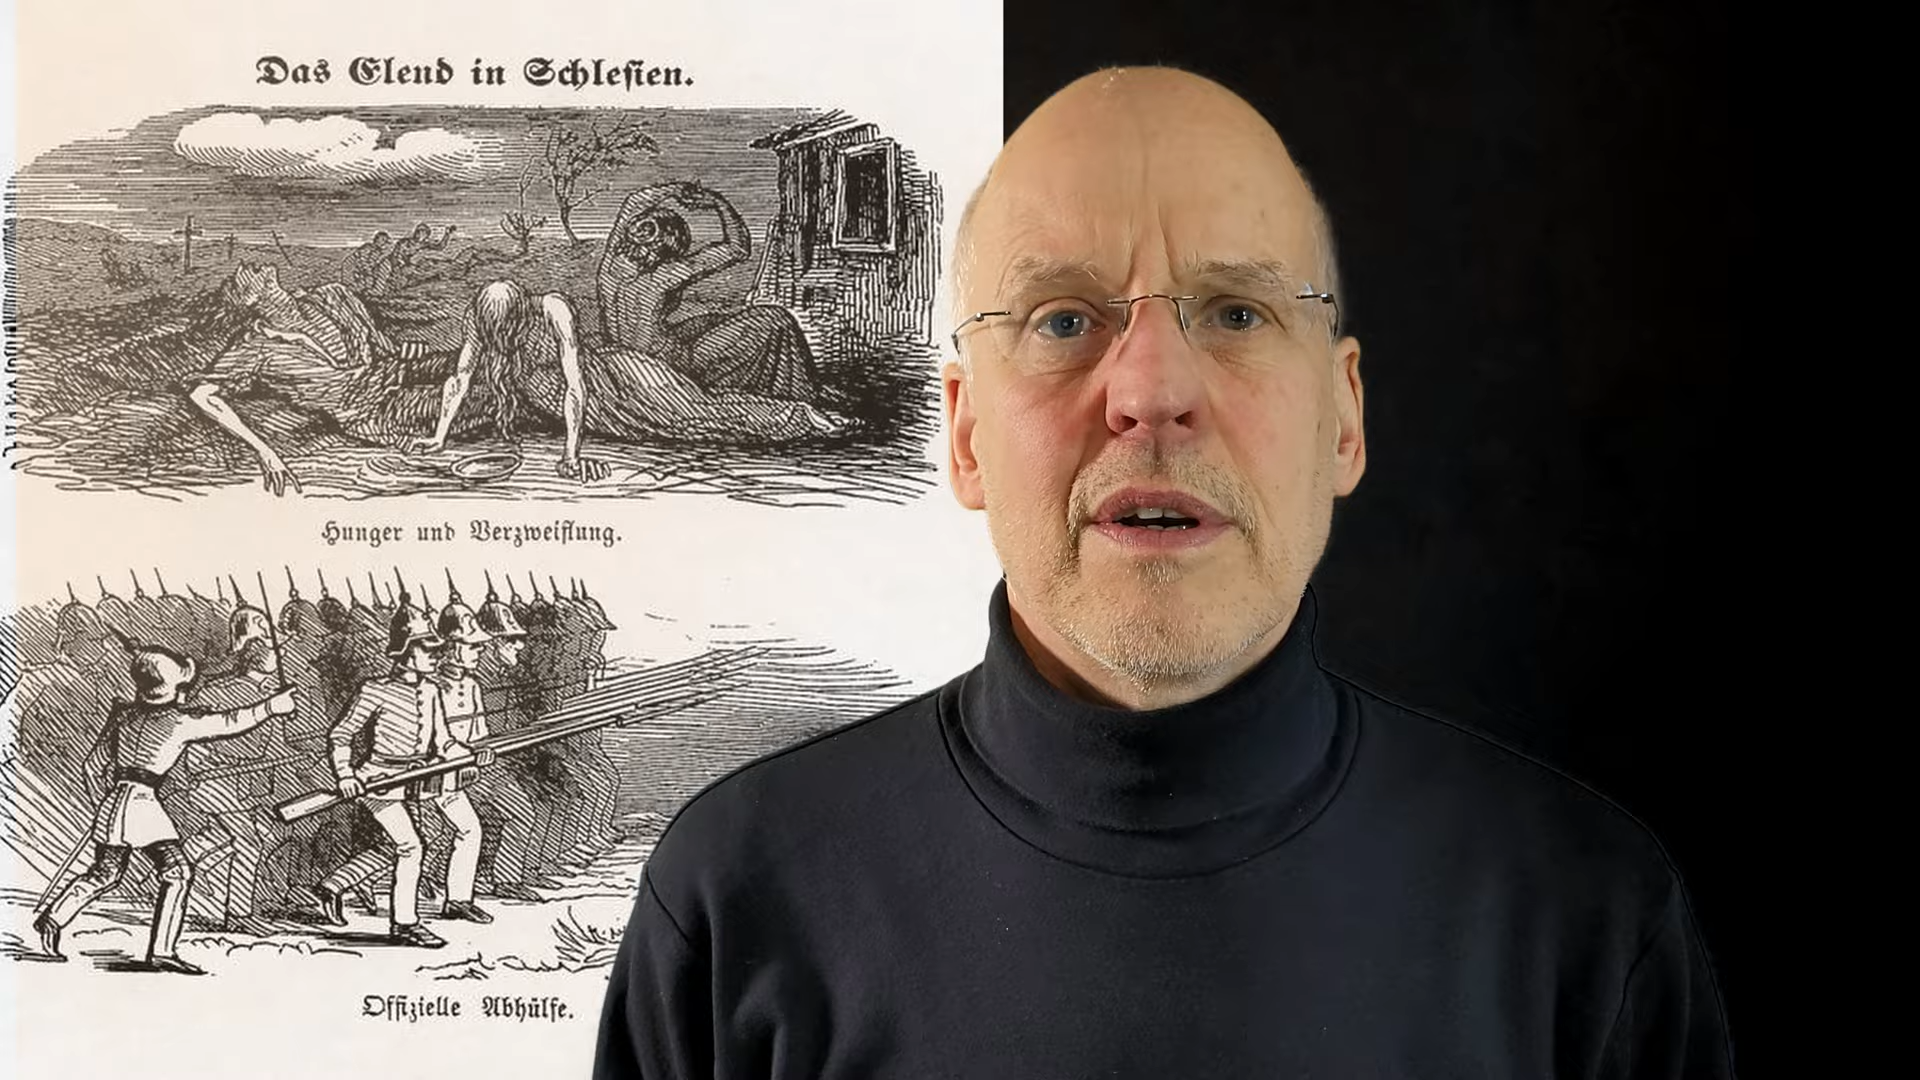 Das Elend in Schlesien.
Hunger und Verzweiflung.
Offizielle Abhülfe.